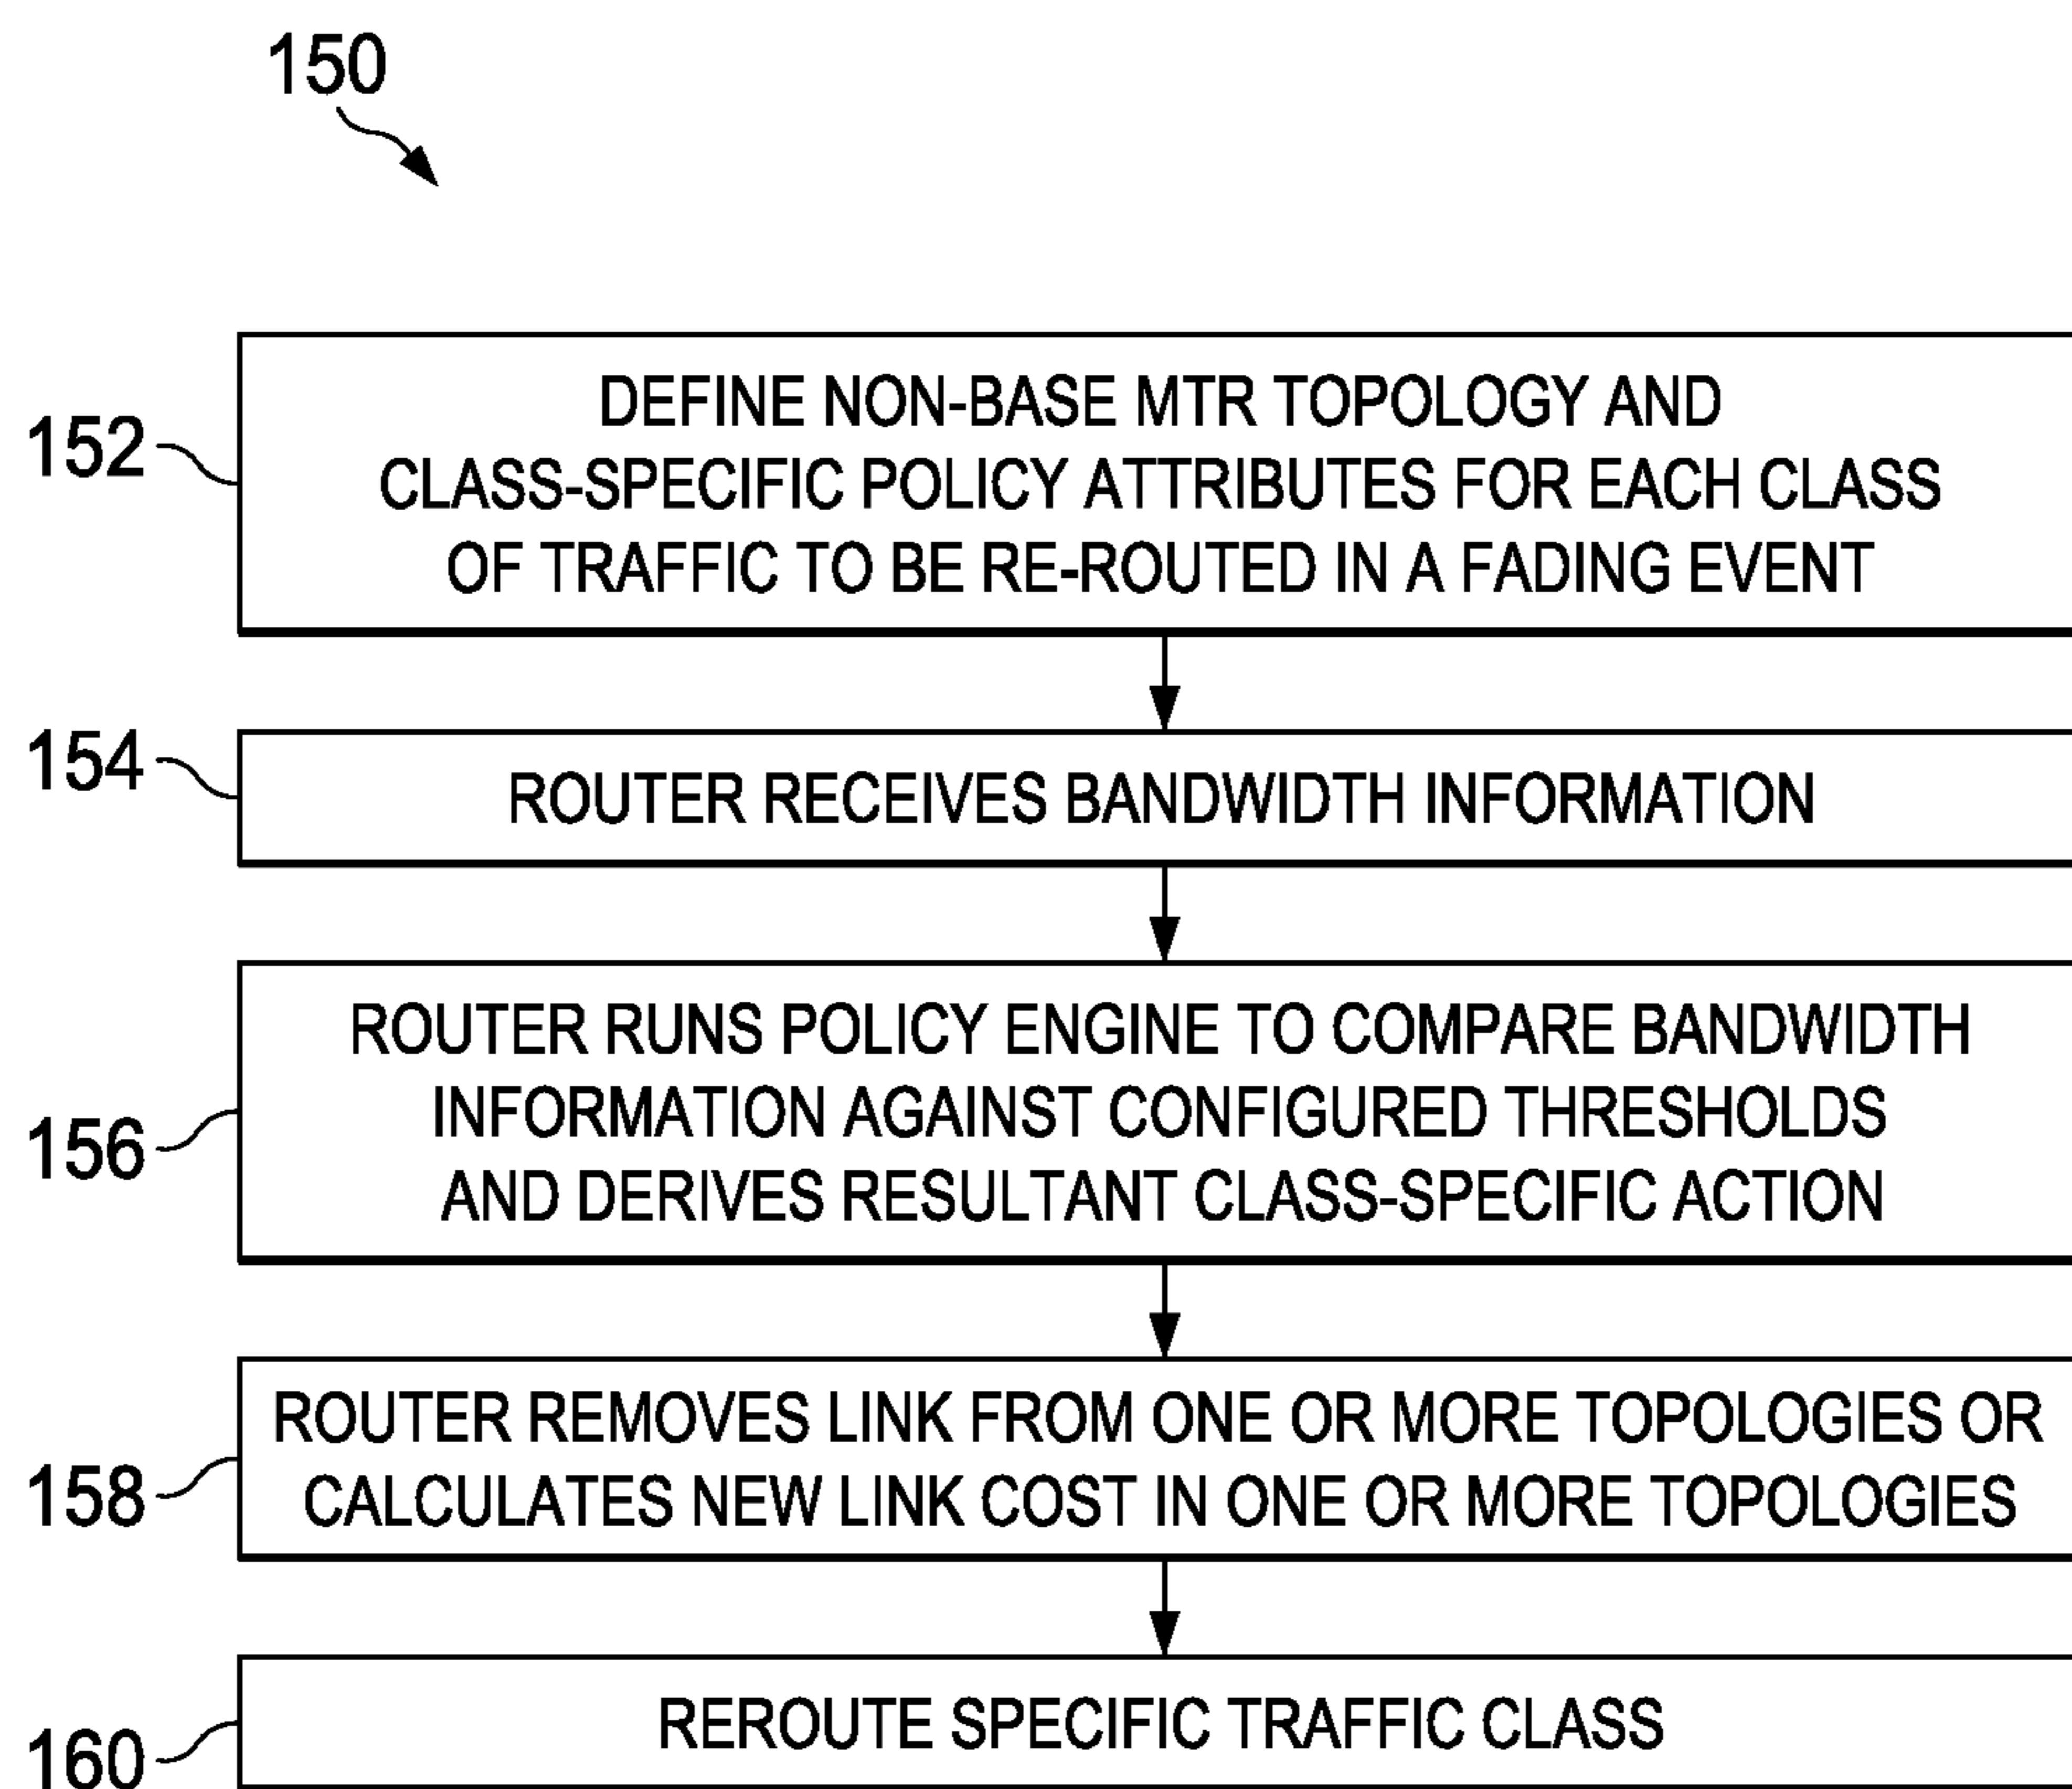 150
152
DEFINE NON-BASE MTR TOPOLOGY AND
CLASS-SPECIFIC POLICY ATTRIBUTES FOR EACH CLASS
OF TRAFFIC TO BE RE-ROUTED IN A FADING EVENT
154
ROUTER RECEIVES BANDWIDTH INFORMATION
156
ROUTER RUNS POLICY ENGINE TO COMPARE BANDWIDTH
INFORMATION AGAINST CONFIGURED THRESHOLDS
AND DERIVES RESULTANT CLASS-SPECIFIC ACTION
158
ROUTER REMOVES LINK FROM ONE OR MORE TOPOLOGIES OR
CALCULATES NEW LINK COST IN ONE OR MORE TOPOLOGIES
160
REROUTE SPECIFIC TRAFFIC CLASS